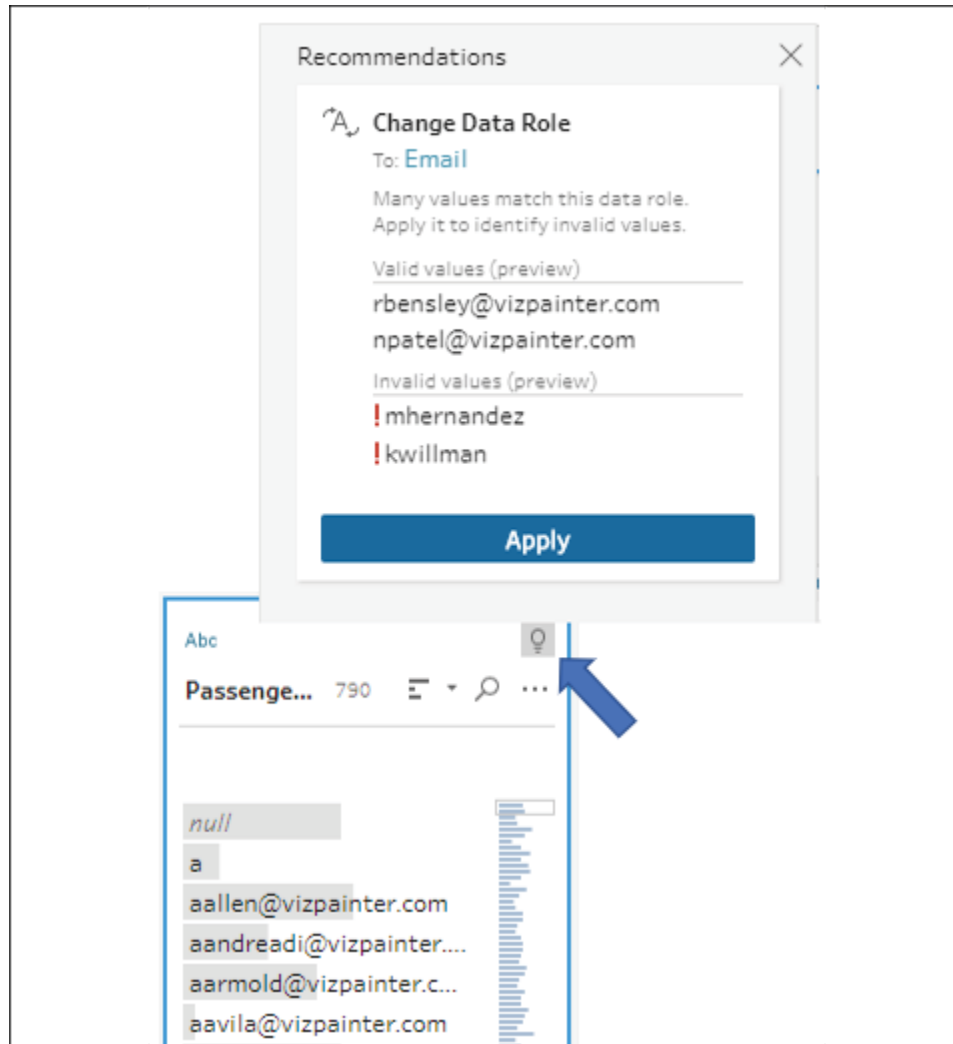 Recommendations
Change Data Role
To: Email
Many values match this data role.
Apply it to identify invalid values.
Valid values (preview)
rbensley@vizpainter.com
npatel@vizpainter.com
Invalid values (preview)
!mhernandez
!kwillman
Apply
Abc
Passenge... 790
null
a
aallen@vizpainter.com
aandreadi@vizpainter....
aarmold@vizpainter.c...
aavila@vizpainter.com